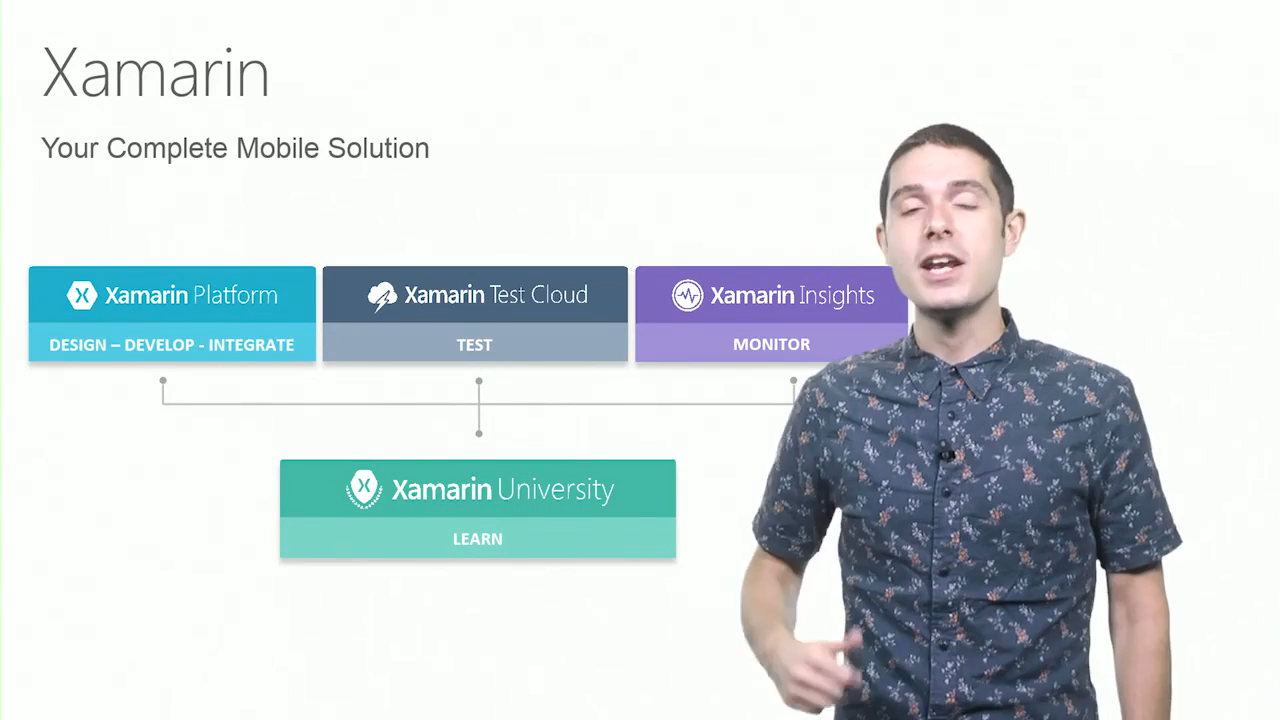 Xamarin
Your Complete Mobile Solution
Xamarin Platform
DESIGN – DEVELOP - INTEGRATE
Xamarin Test Cloud
TEST
Xamarin Insights
MONITOR
Xamarin University
LEARN